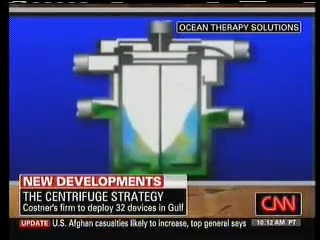 OCEAN THERAPY SOLUTIONS
NEW DEVELOPMENTS
THE CENTRIFUGE STRATEGY
Costner's firm to deploy 32 devices in Gulf
CNN
UPDATE U.S. Afghan casualties likely to increase, top general says 10:12 AM PT